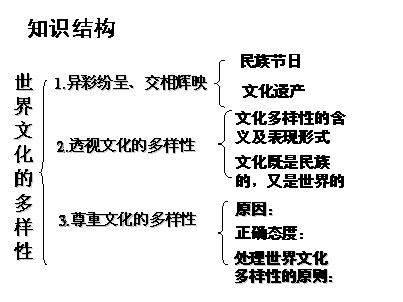 知识结构
世界文化的多样性
1.异彩纷呈、交相辉映
民族节日
文化遗产
2.透视文化的多样性
文化多样性的含
义及表现形式
文化既是民族
的，又是世界的
3.尊重文化的多样性
原因：
正确态度：
处理世界文化
多样性的原则：